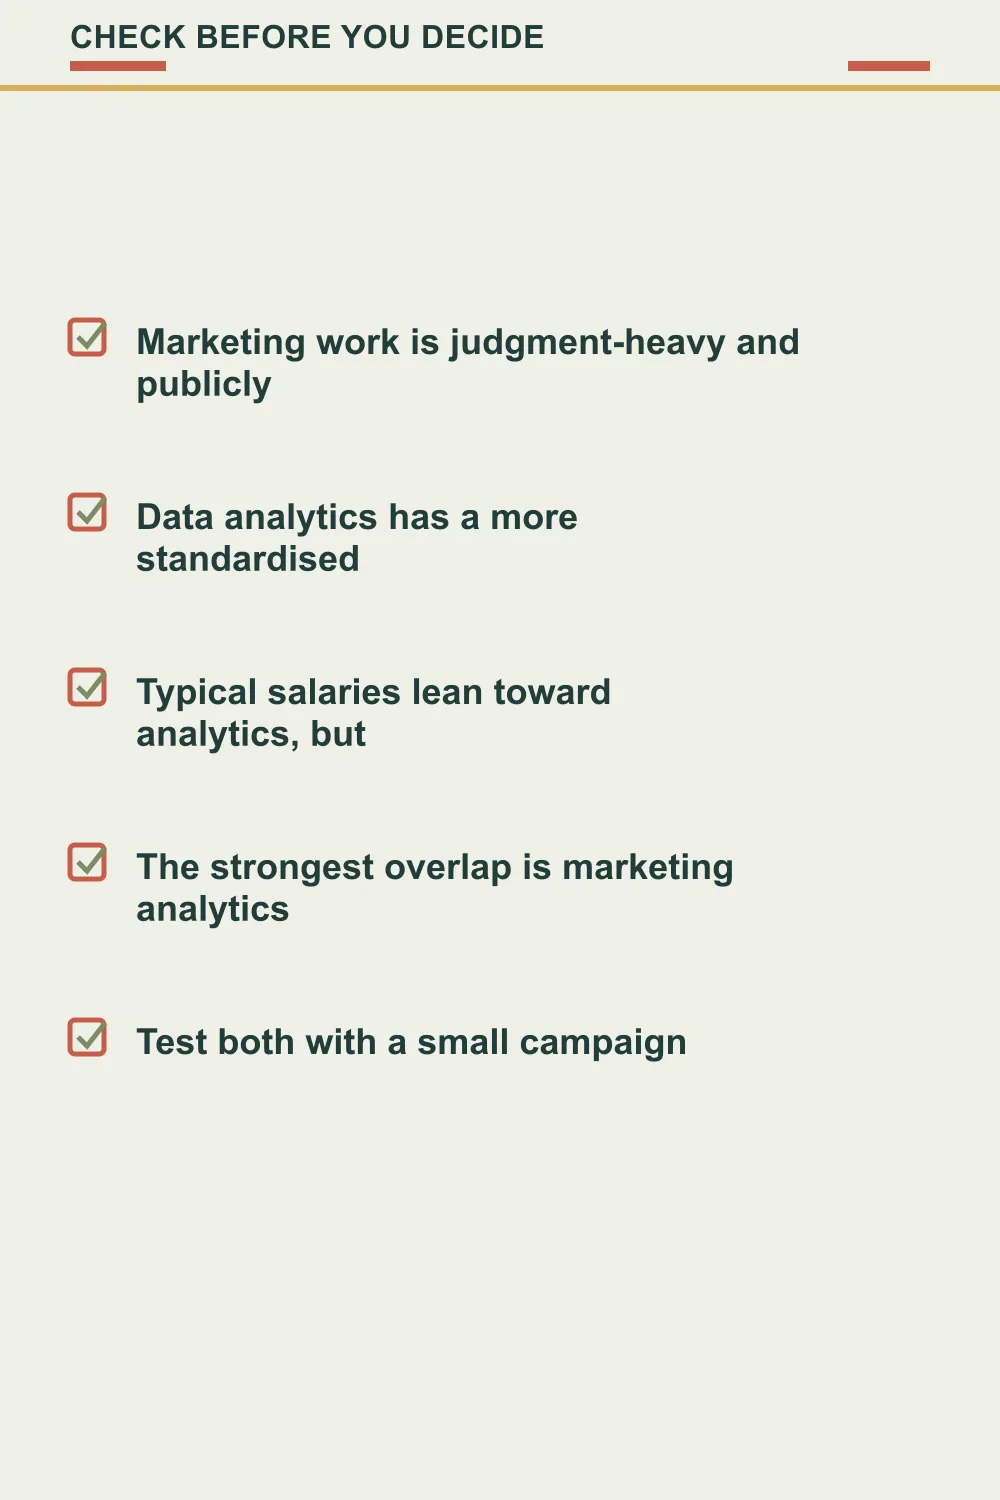 CHECK BEFORE YOU DECIDE
Marketing work is judgment-heavy and
publicly
Data analytics has a more
standardised
Typical salaries lean toward
analytics, but
The strongest overlap is marketing
analytics
Test both with a small campaign